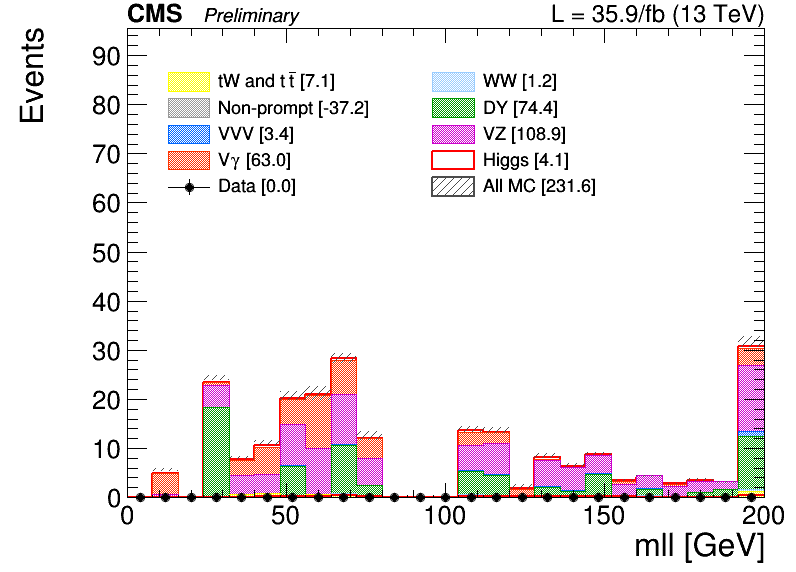 CMS Preliminary L = 35.9/fb (13 TeV)
Events
90
80
70
60
50
40
30
20
10
0
tW and tt̄ [7.1]
WW [1.2]
Non-prompt [-37.2]
DY [74.4]
VVV [3.4]
VZ [108.9]
Vγ [63.0]
Higgs [4.1]
Data [0.0]
All MC [231.6]
0 50 100 150 200
mll [GeV]